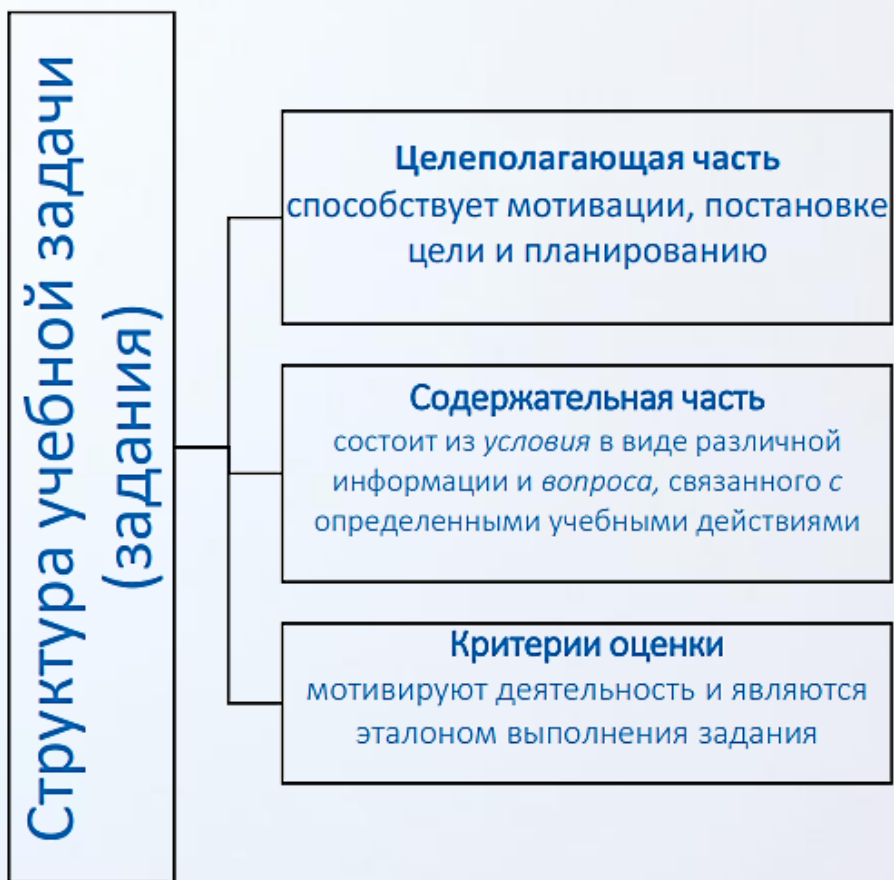 Структура учебной задачи
(задания)
Целеполагающая часть
способствует мотивации, постановке
цели и планированию
Содержательная часть
состоит из условия в виде различной
информации и вопроса, связанного с
определенными учебными действиями
Критерии оценки
мотивируют деятельность и являются
эталоном выполнения задания